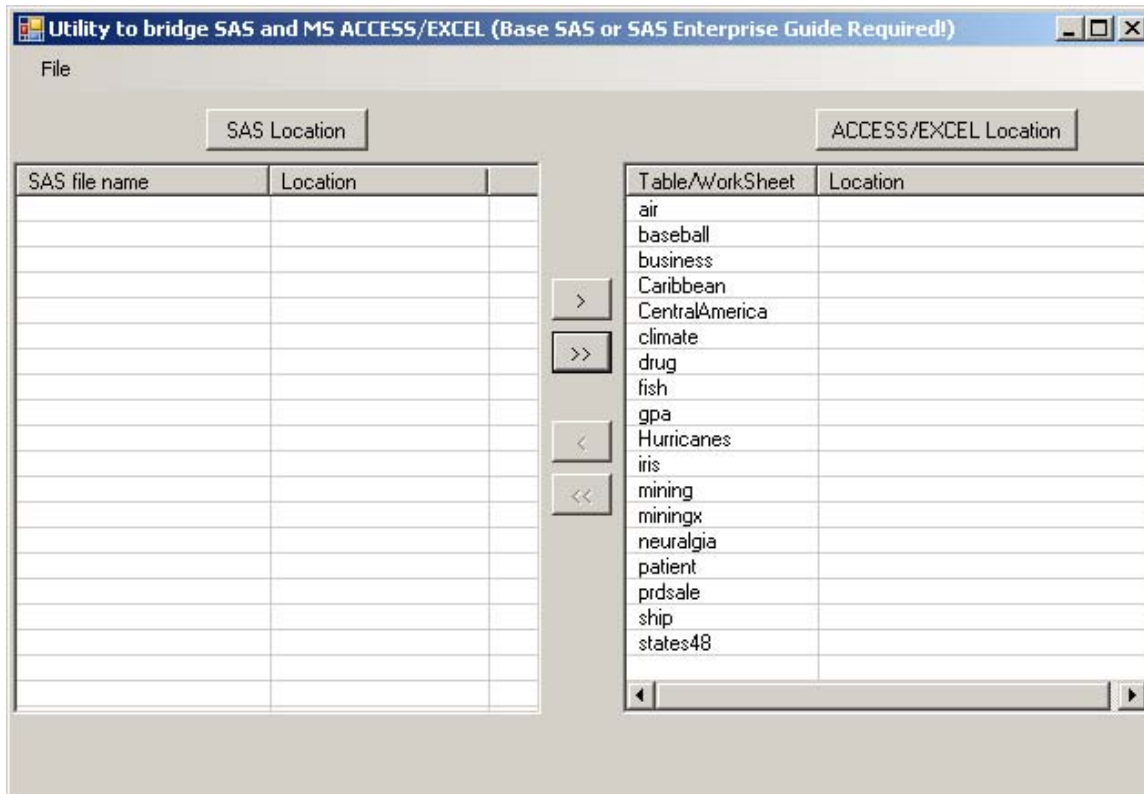 Utility to bridge SAS and MS ACCESS/EXCEL (Base SAS or SAS Enterprise Guide Required!)
File
SAS Location
ACCESS/EXCEL Location
SAS file name Location
Table/WorkSheet Location
air
baseball
business
Caribbean
CentralAmerica
climate
drug
fish
gpa
Hurricanes
iris
mining
miningx
neuralgia
patient
prdsale
ship
states48
>
>>
<
<<